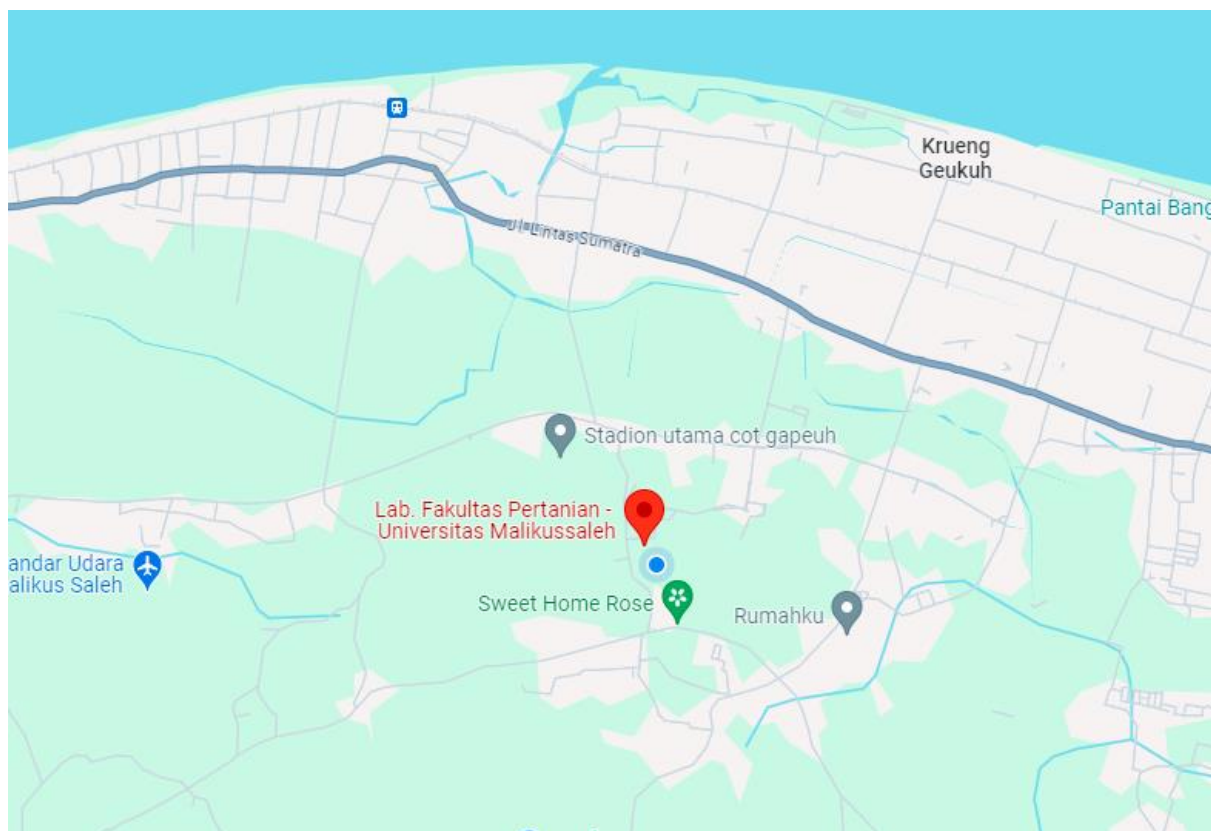 Krueng
Geukuh
Pantai Bang
Jl. Lintas Sumatra
Stadion utama cot gapeuh
Lab. Fakultas Pertanian -
Universitas Malikussaleh
andar Udara
alikus Saleh
Sweet Home Rose
Rumahku